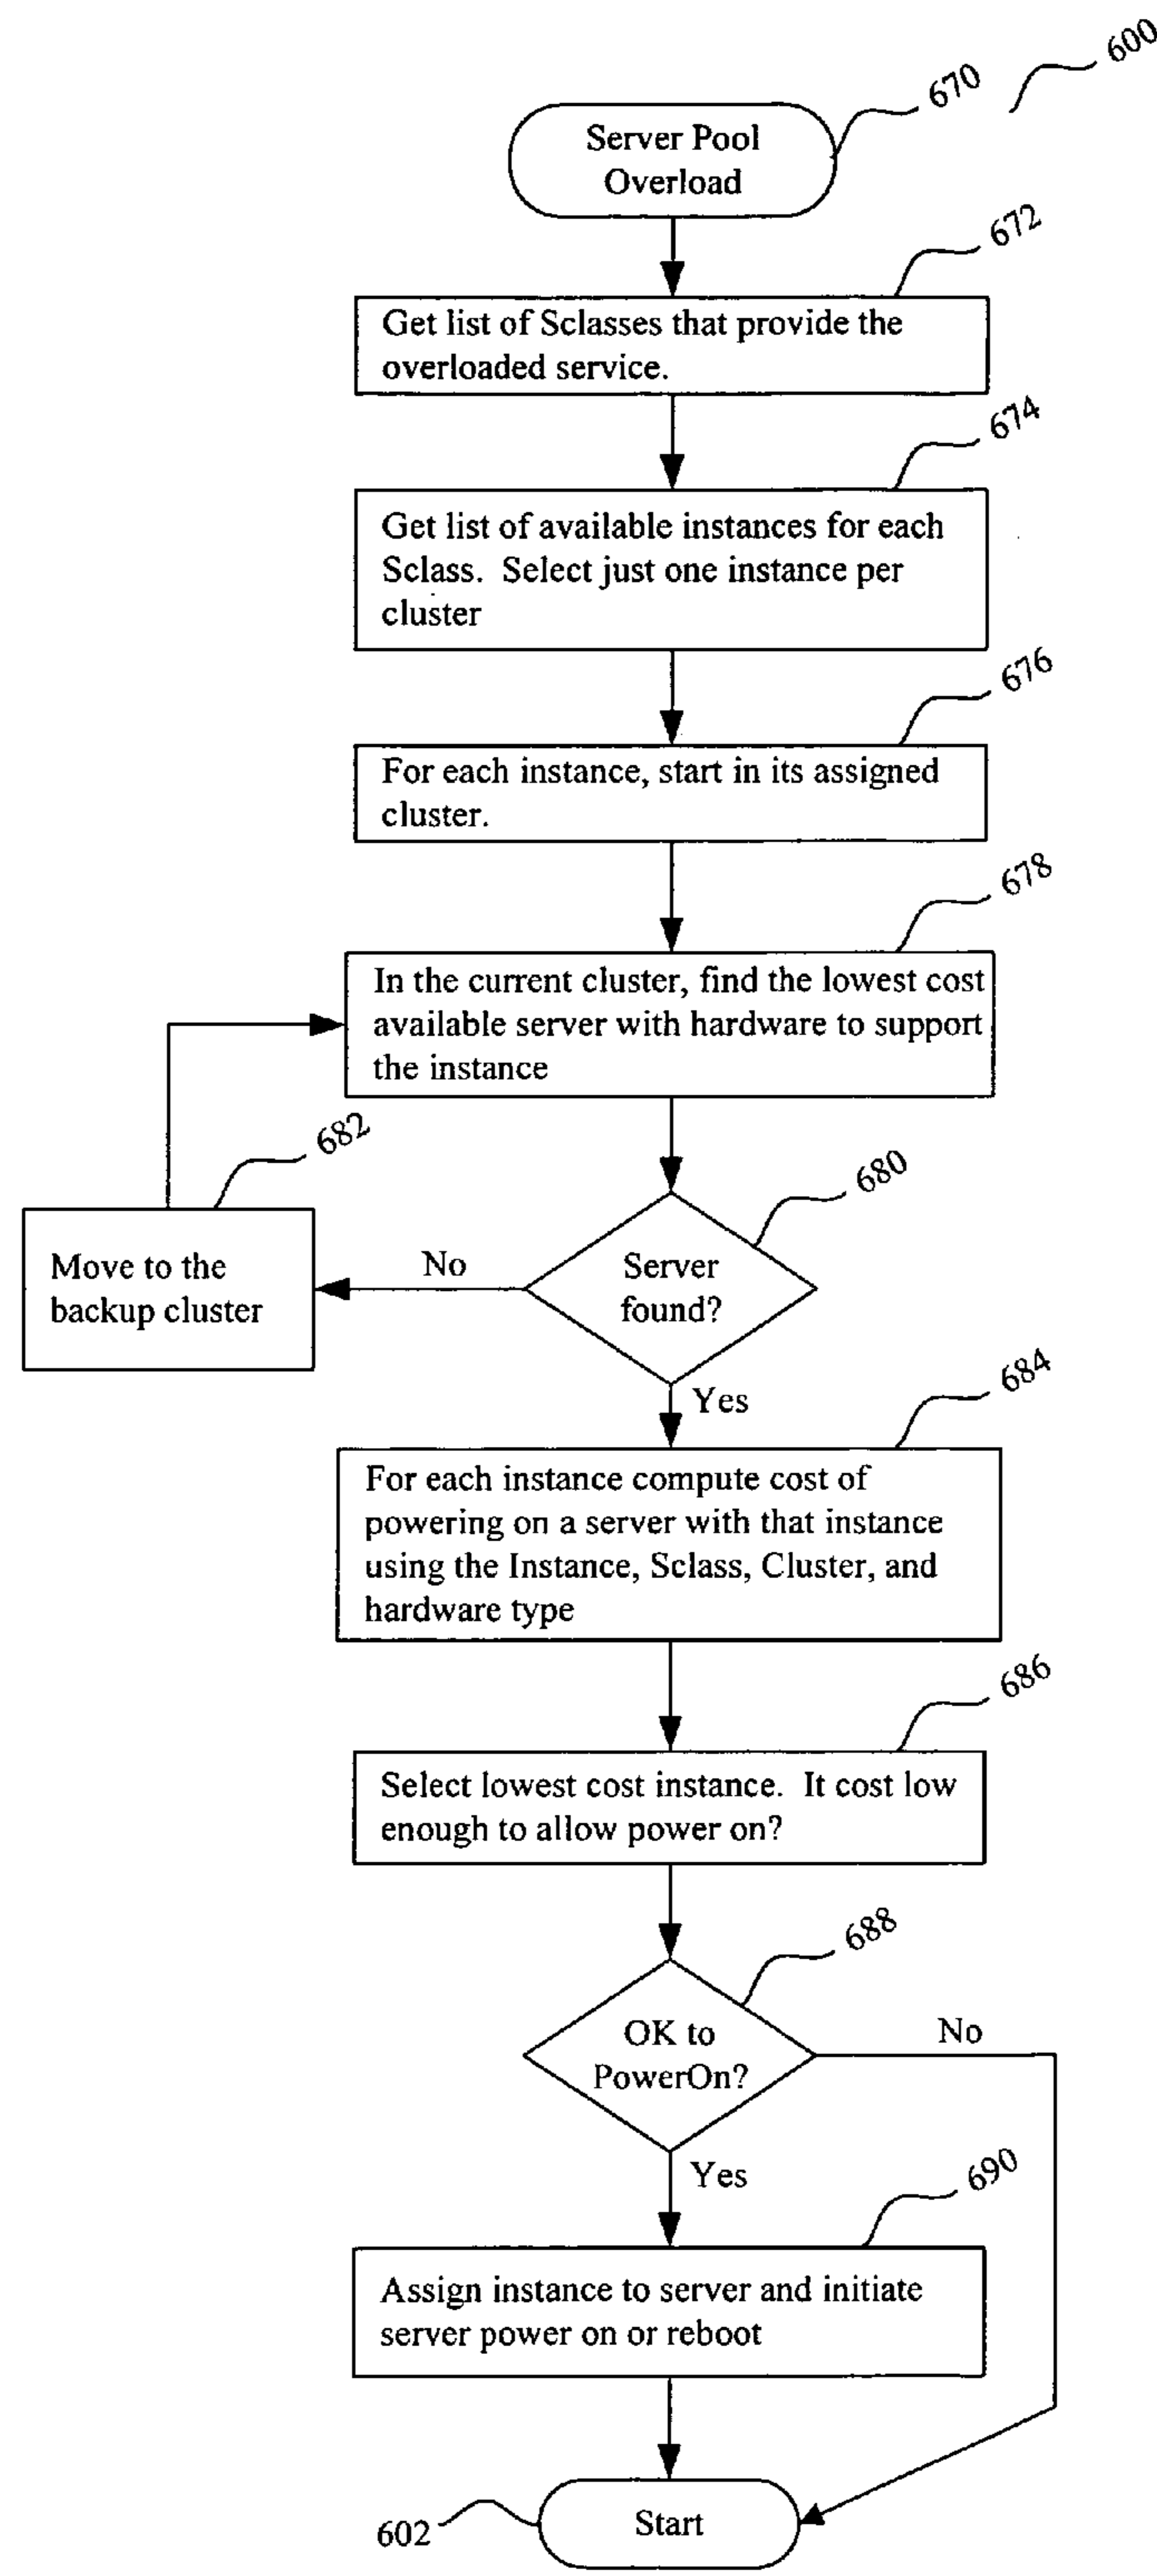 600
670
Server Pool
Overload
672
Get list of Sclasses that provide the
overloaded service.
674
Get list of available instances for each
Sclass. Select just one instance per
cluster
676
For each instance, start in its assigned
cluster.
678
In the current cluster, find the lowest cost
available server with hardware to support
the instance
682
680
Move to the
backup cluster
No
Server
found?
Yes
684
For each instance compute cost of
powering on a server with that instance
using the Instance, Sclass, Cluster, and
hardware type
686
Select lowest cost instance. It cost low
enough to allow power on?
688
OK to
PowerOn?
No
Yes
690
Assign instance to server and initiate
server power on or reboot
602
Start